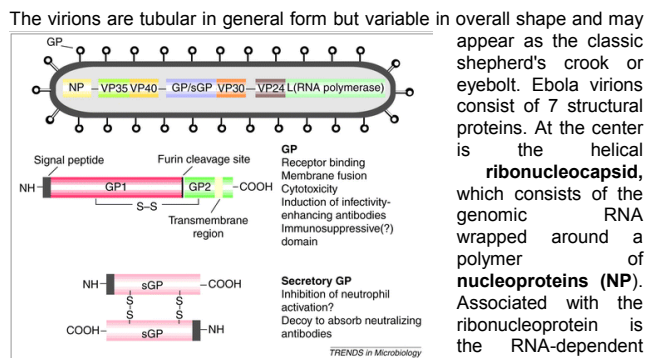 The virions are tubular in general form but variable in overall shape and may
appear as the classic
shepherd's crook or
eyebolt. Ebola virions
consist of 7 structural
proteins. At the center
is the helical
ribonucleocapsid,
which consists of the
genomic RNA
wrapped around a
polymer of
nucleoproteins (NP).
Associated with the
ribonucleoprotein is
the RNA-dependent
GP
NP VP35 VP40 GP/sGP VP30 VP24 L(RNA polymerase)
Signal peptide Furin cleavage site
NH GP1 GP2 COOH
S–S
Transmembrane
region
GP
Receptor binding
Membrane fusion
Cytotoxicity
Induction of infectivity-
enhancing antibodies
Immunosuppressive(?)
domain
NH sGP COOH
S S
S S
COOH sGP NH
Secretory GP
Inhibition of neutrophil
activation?
Decoy to absorb neutralizing
antibodies
TRENDS in Microbiology